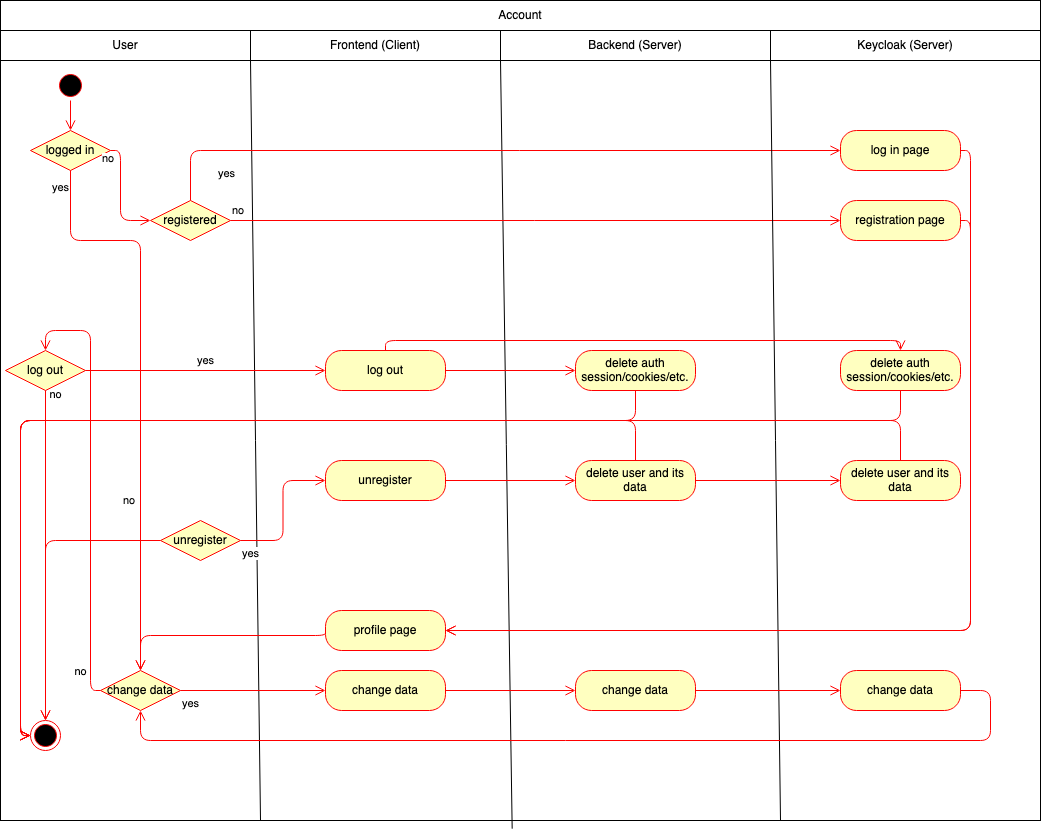 Account
User
Frontend (Client)
Backend (Server)
Keycloak (Server)
logged in
no
log in page
yes
yes
registered
no
registration page
log out
yes
no
log out
delete auth
session/cookies/etc.
delete auth
session/cookies/etc.
unregister
delete user and its
data
delete user and its
data
no
unregister
yes
profile page
no
change data
yes
change data
change data
change data